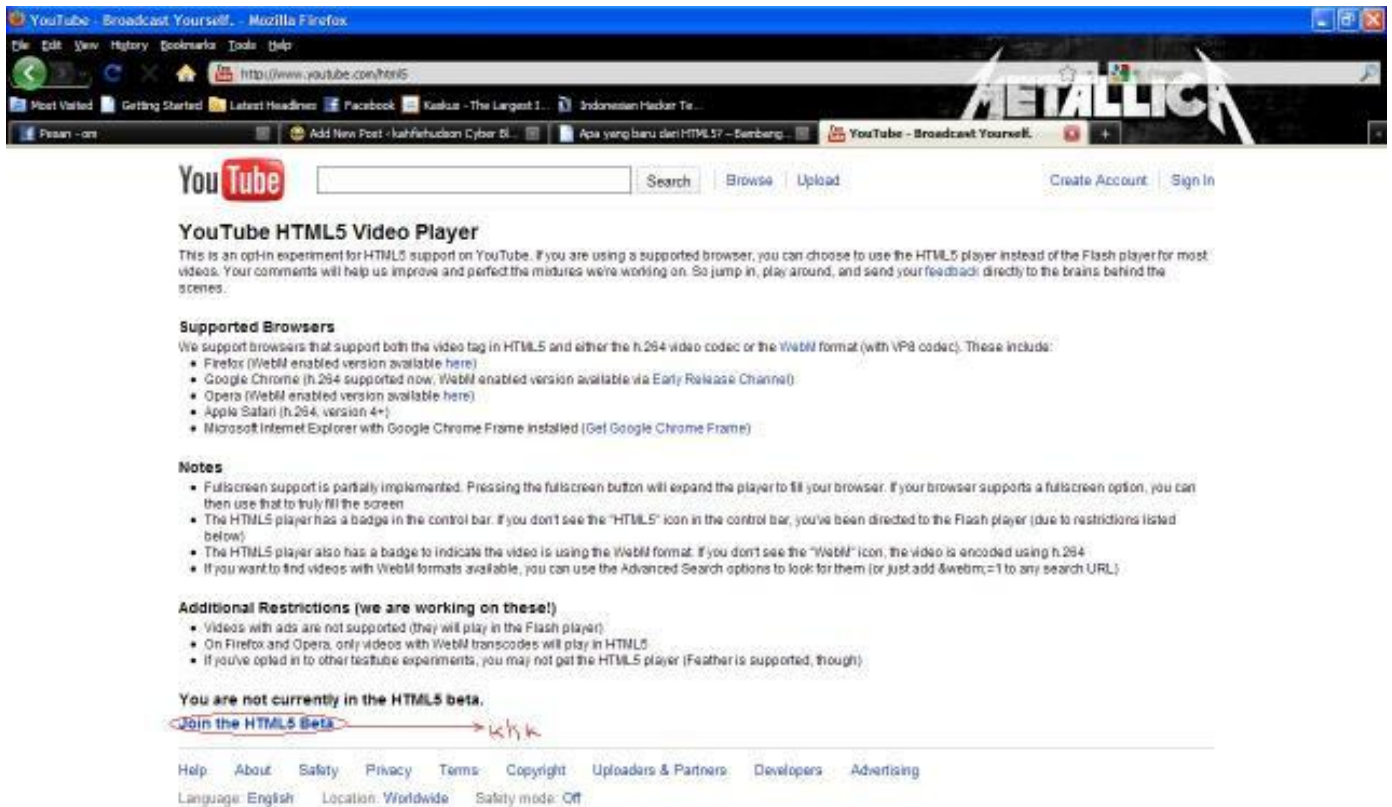 YouTube - Broadcast Yourself. - Mozilla Firefox
File Edit View History Bookmarks Tools Help
http://www.youtube.com/html5
METALLICA
Most Visited Getting Started Latest Headlines Facebook Kaskus - The Largest I... Indonesian Hacker Te...
Pesan - om Add New Post ‹ kahfiehudson Cyber Bl... Apa yang baru dari HTML5? – Bambang... YouTube - Broadcast Yourself.
YouTube Search Browse Upload Create Account Sign In
YouTube HTML5 Video Player
This is an opt-in experiment for HTML5 support on YouTube. If you are using a supported browser, you can choose to use the HTML5 player instead of the Flash player for most
videos. Your comments will help us improve and perfect the mixtures we're working on. So jump in, play around, and send your feedback directly to the brains behind the
scenes.
Supported Browsers
We support browsers that support both the video tag in HTML5 and either the h.264 video codec or the WebM format (with VP8 codec). These include:
• Firefox (WebM enabled version available here)
• Google Chrome (h.264 supported now, WebM enabled version available via Early Release Channel)
• Opera (WebM enabled version available here)
• Apple Safari (h.264, version 4+)
• Microsoft Internet Explorer with Google Chrome Frame installed (Get Google Chrome Frame)
Notes
• Fullscreen support is partially implemented. Pressing the fullscreen button will expand the player to fill your browser. If your browser supports a fullscreen option, you can
then use that to truly fill the screen
• The HTML5 player has a badge in the control bar. If you don't see the "HTML5" icon in the control bar, you've been directed to the Flash player (due to restrictions listed
below)
• The HTML5 player also has a badge to indicate the video is using the WebM format. If you don't see the "WebM" icon, the video is encoded using h.264
• If you want to find videos with WebM formats available, you can use the Advanced Search options to look for them (or just add &webm;=1 to any search URL)
Additional Restrictions (we are working on these!)
• Videos with ads are not supported (they will play in the Flash player)
• On Firefox and Opera, only videos with WebM transcodes will play in HTML5
• If you've opted in to other testtube experiments, you may not get the HTML5 player (Feather is supported, though)
You are not currently in the HTML5 beta.
Join the HTML5 Beta
Help About Safety Privacy Terms Copyright Uploaders & Partners Developers Advertising
Language: English Location: Worldwide Safety mode: Off